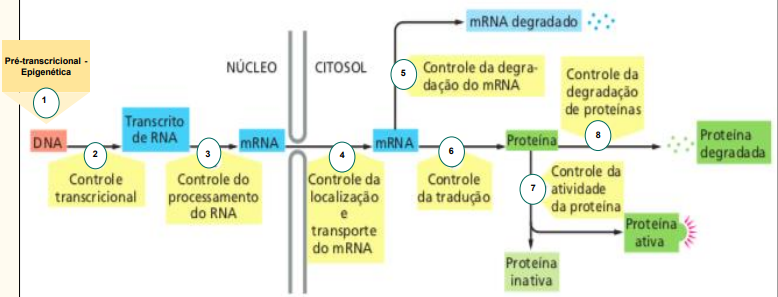 Pré-transcricional -
Epigenética
1
DNA
2
Controle
transcricional
Transcrito
de RNA
3
Controle do
processamento
do RNA
mRNA
NÚCLEO
CITOSOL
4
Controle da
localização
e
transporte
do mRNA
mRNA
5
Controle da degra-
dação do mRNA
mRNA degradado
6
Controle
da tradução
Proteína
7
Controle da
atividade
da proteína
Proteína
inativa
Proteína
ativa
Controle da
degradação
de proteínas
8
Proteína
degradada